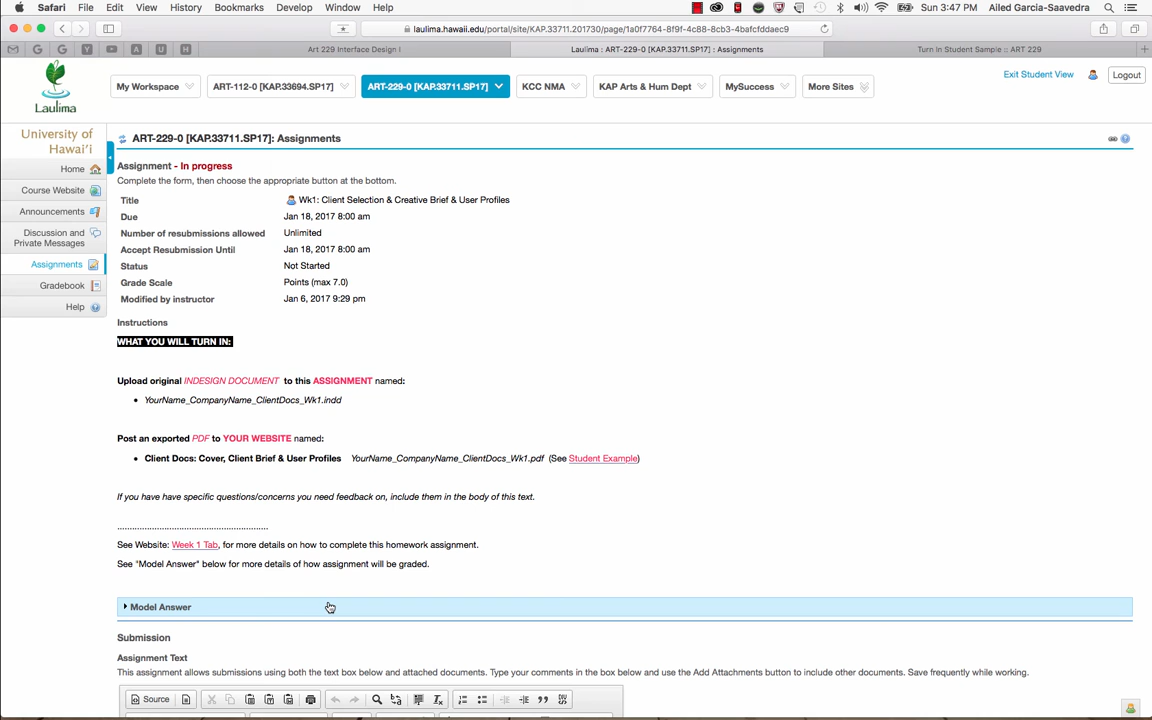 Safari File Edit View History Bookmarks Develop Window Help Sun 3:47 PM Ailed Garcia-Saavedra
laulima.hawaii.edu/portal/site/KAP.33711.201730/page/1a0f7764-8f9f-4c88-8cb3-4bafcfddaec9
Art 229 Interface Design I Laulima : ART-229-0 [KAP.33711.SP17] : Assignments Turn In Student Sample :: ART 229
Exit Student View Logout
Laulima My Workspace ART-112-0 [KAP.33694.SP17] ART-229-0 [KAP.33711.SP17] KCC NMA KAP Arts & Hum Dept MySuccess More Sites
University of
Hawai'i
Home
Course Website
Announcements
Discussion and
Private Messages
Assignments
Gradebook
Help
ART-229-0 [KAP.33711.SP17]: Assignments
Assignment - In progress
Complete the form, then choose the appropriate button at the bottom.
Title Wk1: Client Selection & Creative Brief & User Profiles
Due Jan 18, 2017 8:00 am
Number of resubmissions allowed Unlimited
Accept Resubmission Until Jan 18, 2017 8:00 am
Status Not Started
Grade Scale Points (max 7.0)
Modified by instructor Jan 6, 2017 9:29 pm
Instructions
WHAT YOU WILL TURN IN:
Upload original INDESIGN DOCUMENT to this ASSIGNMENT named:
• YourName_CompanyName_ClientDocs_Wk1.indd
Post an exported PDF to YOUR WEBSITE named:
• Client Docs: Cover, Client Brief & User Profiles YourName_CompanyName_ClientDocs_Wk1.pdf (See Student Example)
If you have have specific questions/concerns you need feedback on, include them in the body of this text.
............................................................
See Website: Week 1 Tab, for more details on how to complete this homework assignment.
See "Model Answer" below for more details of how assignment will be graded.
Model Answer
Submission
Assignment Text
This assignment allows submissions using both the text box below and attached documents. Type your comments in the box below and use the Add Attachments button to include other documents. Save frequently while working.
Source